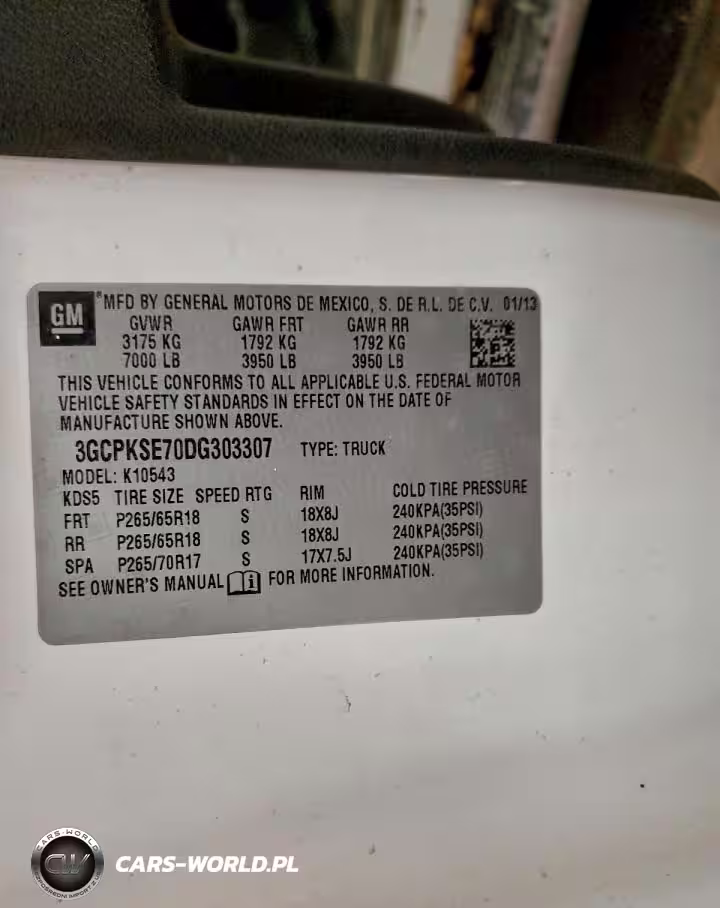 GM
®MFD BY GENERAL MOTORS DE MEXICO, S. DE R.L. DE C.V. 01/13
GVWR GAWR FRT GAWR RR
3175 KG 1792 KG 1792 KG
7000 LB 3950 LB 3950 LB
THIS VEHICLE CONFORMS TO ALL APPLICABLE U.S. FEDERAL MOTOR
VEHICLE SAFETY STANDARDS IN EFFECT ON THE DATE OF
MANUFACTURE SHOWN ABOVE.
3GCPKSE70DG303307 TYPE: TRUCK
MODEL: K10543
KDS5 TIRE SIZE SPEED RTG RIM COLD TIRE PRESSURE
FRT P265/65R18 S 18X8J 240KPA(35PSI)
RR P265/65R18 S 18X8J 240KPA(35PSI)
SPA P265/70R17 S 17X7.5J 240KPA(35PSI)
SEE OWNER'S MANUAL i FOR MORE INFORMATION.
CARS-WORLD
CW
CARS-WORLD.PL